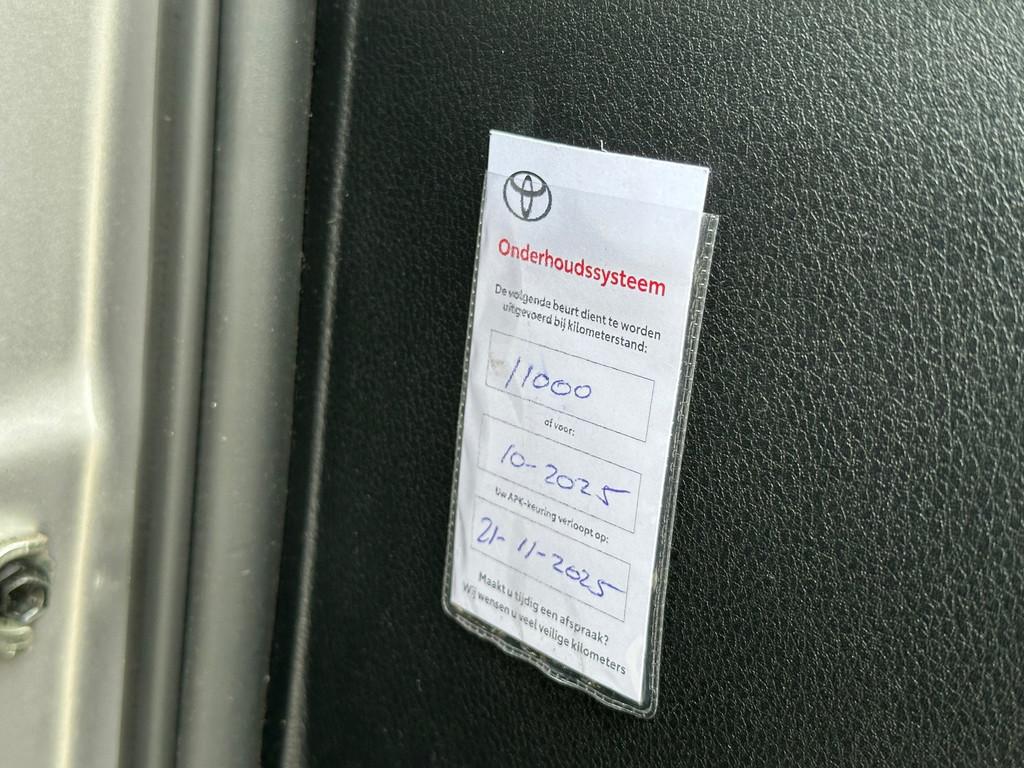 Onderhoudssysteem
De volgende beurt dient te worden
uitgevoerd bij kilometerstand:
11000
of voor:
10-2025
Uw APK-keuring verloopt op:
21-11-2025
Maakt u tijdig een afspraak?
Wij wensen u veel veilige kilometers